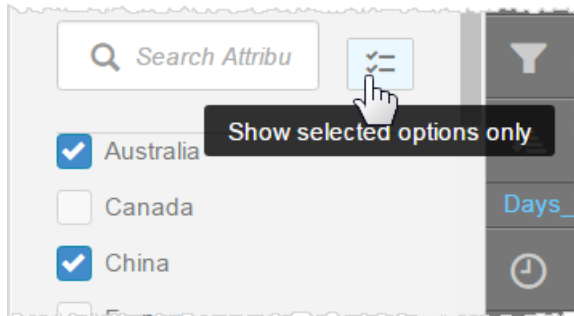 Search Attribu
Show selected options only
Australia
Canada
Days_
China